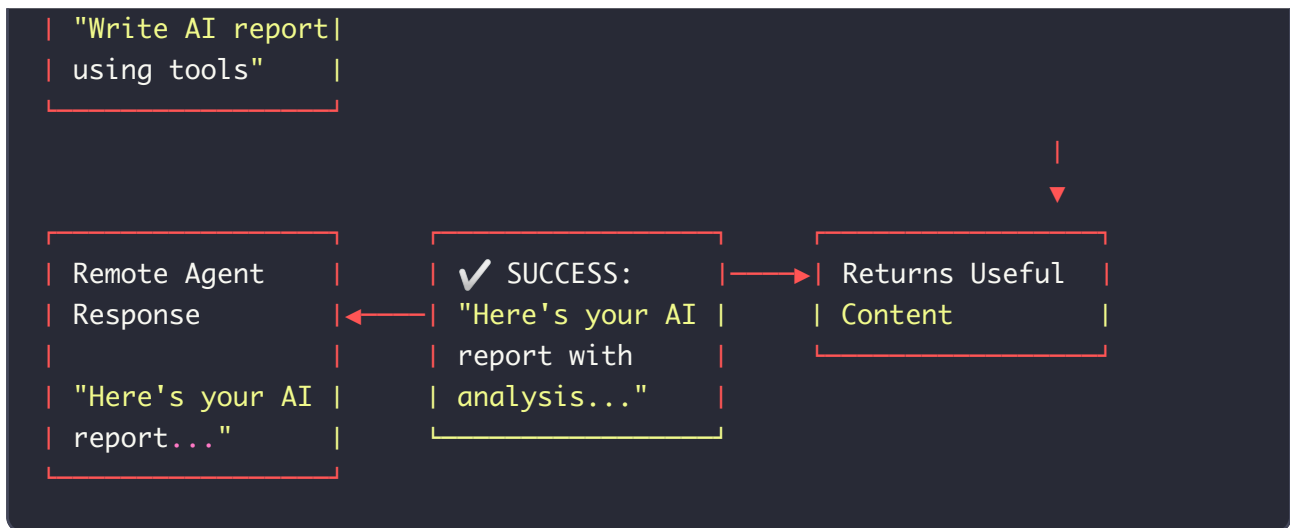 "Write AI report
using tools"
Remote Agent
Response
"Here's your AI
report..."
✔ SUCCESS:
"Here's your AI
report with
analysis..."
Returns Useful
Content